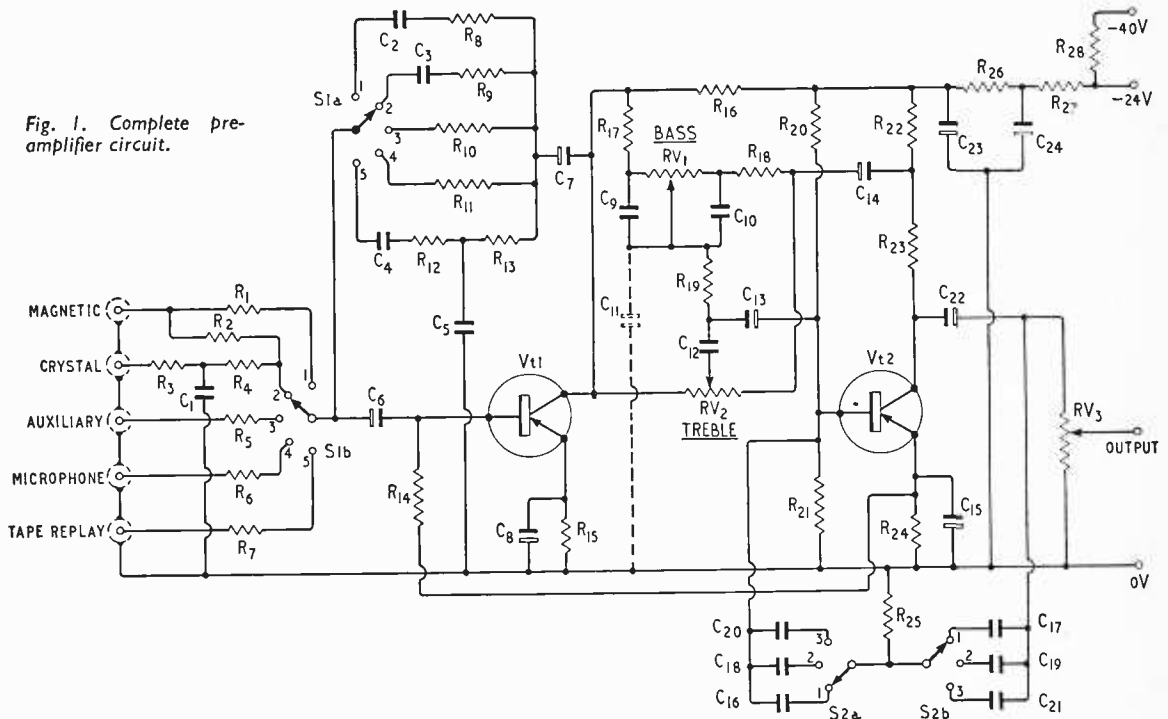 Fig. 1. Complete pre-
amplifier circuit.
-40V
R28
-24V
R26
R27
C23
C24
C2
R8
C3
R9
S1a
1
2
3
4
5
R10
R11
C4
R12
R13
C7
C5
R16
R17
BASS
RV1
R18
R20
R22
C9
C10
C14
R23
R19
C11
C13
C12
C22
MAGNETIC
R1
R2
CRYSTAL
R3
R4
C1
AUXILIARY
R5
MICROPHONE
R6
TAPE REPLAY
R7
1
2
3
4
5
S1b
C6
Vt1
RV2
TREBLE
Vt2
RV3
OUTPUT
R14
C8
R15
R21
R24
C15
0V
R25
C20
C18
C16
3
2
1
S2a
1
2
3
S2b
C17
C19
C21